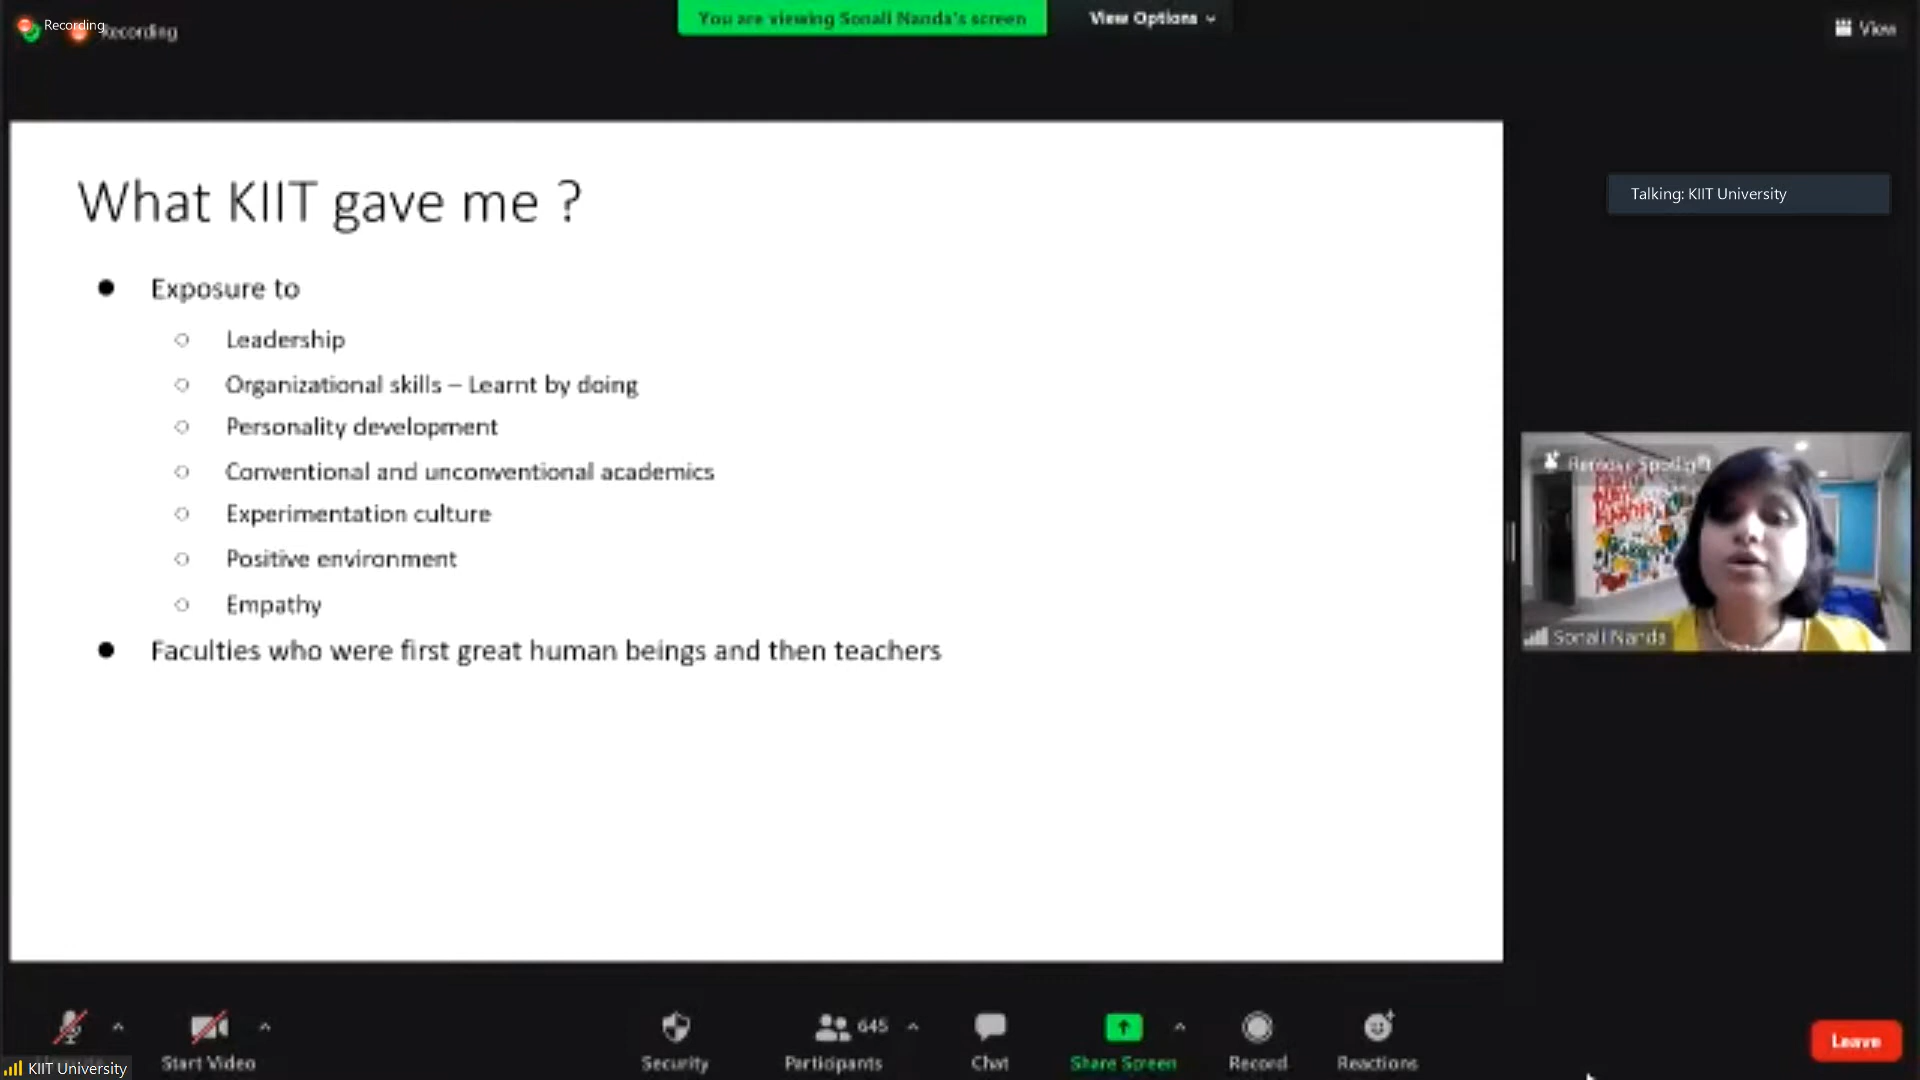 Recording
Recording
You are viewing Sonali Nanda's screen
View Options
View
What KIIT gave me ?
Talking: KIIT University
Exposure to
Leadership
Organizational skills – Learnt by doing
Personality development
Conventional and unconventional academics
Experimentation culture
Positive environment
Empathy
Faculties who were first great human beings and then teachers
Remove Spotlight
Sonali Nanda
645
Start Video
Security
Participants
Chat
Share Screen
Record
Reactions
Leave
KIIT University